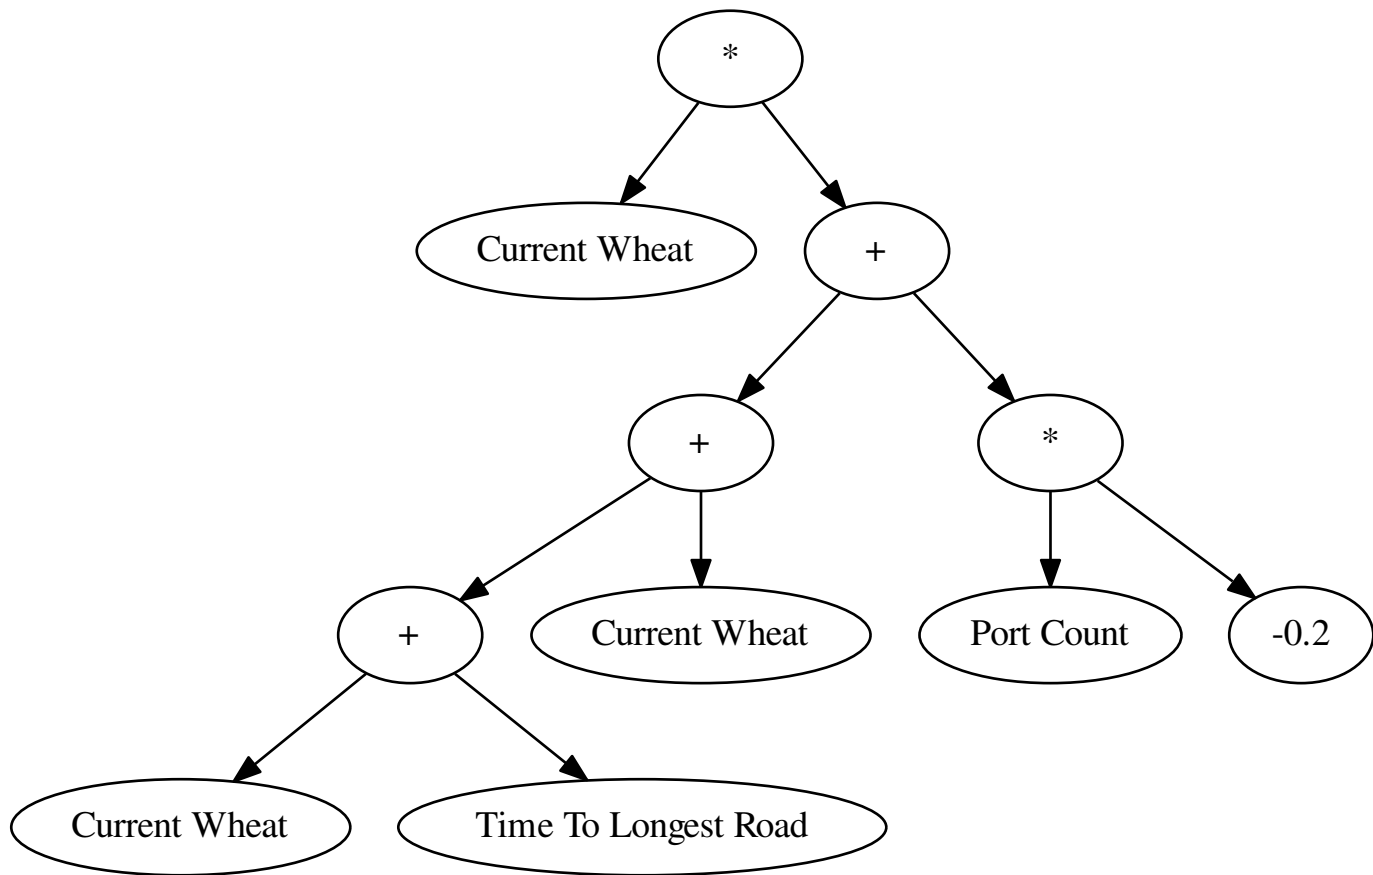 *
Current Wheat
+
+
*
+
Current Wheat
Port Count
-0.2
Current Wheat
Time To Longest Road